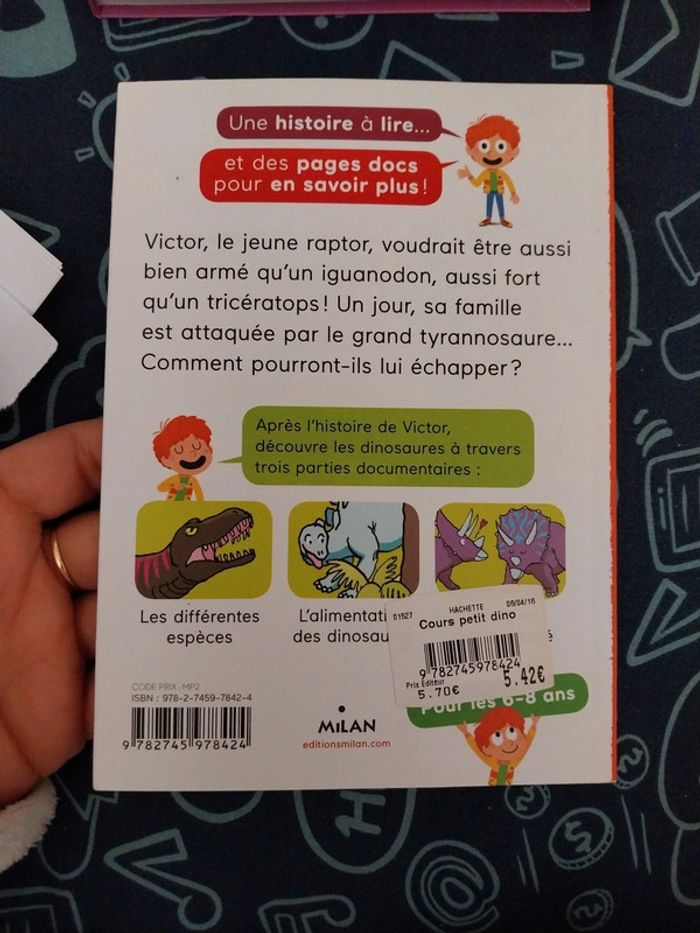 Une histoire à lire...
et des pages docs
pour en savoir plus !
Victor, le jeune raptor, voudrait être aussi
bien armé qu'un iguanodon, aussi fort
qu'un tricératops ! Un jour, sa famille
est attaquée par le grand tyrannosaure...
Comment pourront-ils lui échapper ?
Après l'histoire de Victor,
découvre les dinosaures à travers
trois parties documentaires :
Les différentes
espèces
L'alimentati
des dinosau
é
01527 HACHETTE 06/04/16
Cours petit dino
9 782745 978424
Prix Editeur
5.70€ 5.42€
Pour les 6-8 ans
CODE PRIX : MP2
ISBN : 978-2-7459-7842-4
9 782745 978424
MiLAN
editionsmilan.com